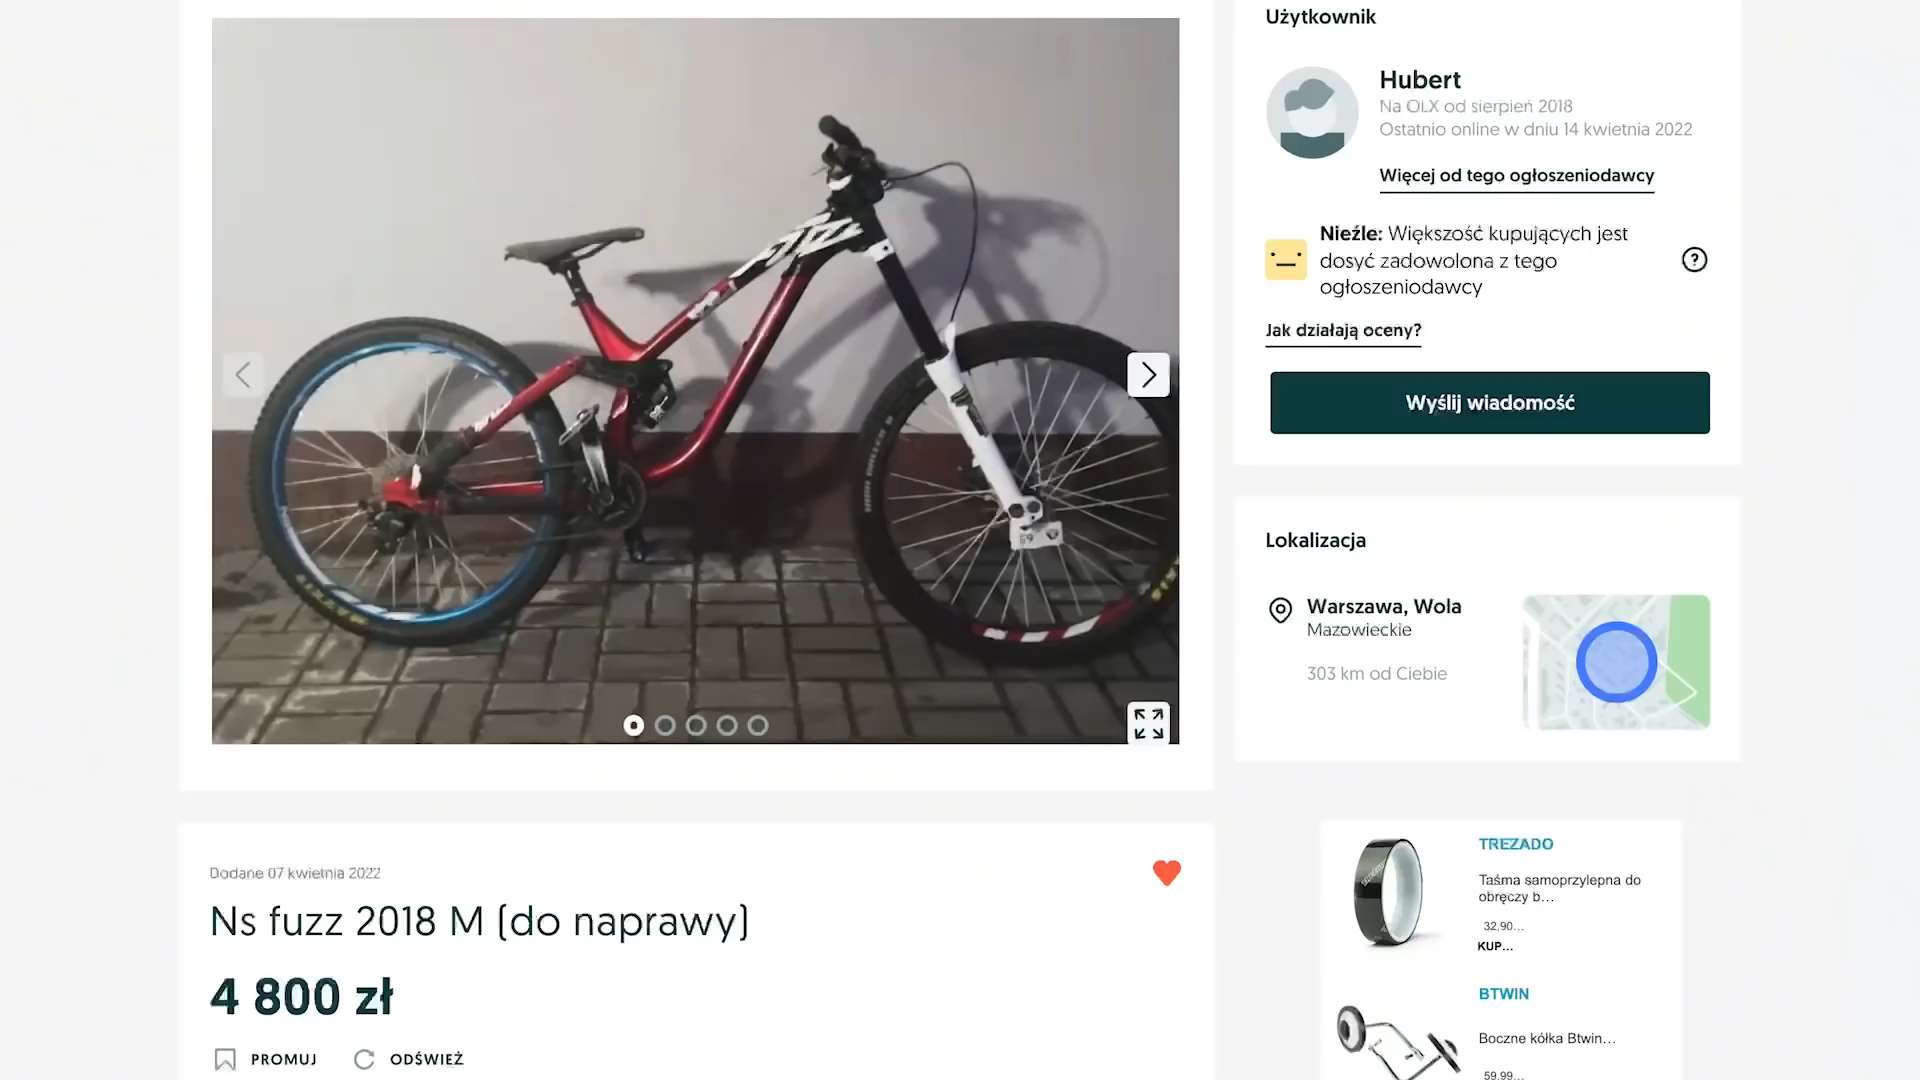 Użytkownik
Hubert
Na OLX od sierpień 2018
Ostatnio online w dniu 14 kwietnia 2022
Więcej od tego ogłoszeniodawcy
Nieźle: Większość kupujących jest
dosyć zadowolona z tego
ogłoszeniodawcy
?
Jak działają oceny?
Wyślij wiadomość
Lokalizacja
Warszawa, Wola
Mazowieckie
303 km od Ciebie
Dodane 07 kwietnia 2022
Ns fuzz 2018 M (do naprawy)
4 800 zł
PROMUJ
ODŚWIEŻ
TREZADO
Taśma samoprzylepna do
obręczy b...
32,90...
KUP...
BTWIN
Boczne kółka Btwin...
59,99...